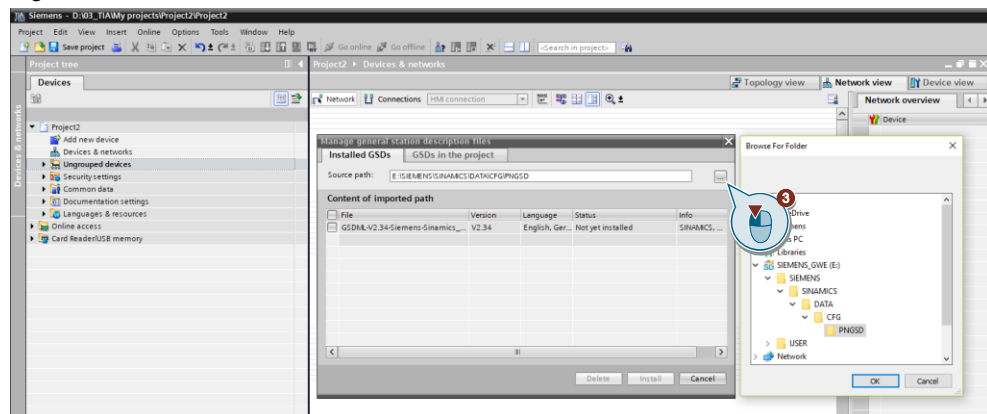 Siemens - D:\03_TIA\My projects\Project2\Project2
Project Edit View Insert Online Options Tools Window Help
Save project Go online Go offline <Search in project>
Project tree Project2 ▸ Devices & networks
Devices
Topology view Network view Device view
Network Connections HMI connection
Network overview
Device
Devices & networks
Project2
Add new device
Devices & networks
Ungrouped devices
Security settings
Common data
Documentation settings
Languages & resources
Online access
Card Reader/USB memory
Manage general station description files
Installed GSDs GSDs in the project
Source path: E:\SIEMENS\SINAMICS\DATA\CFG\PNGSD
Content of imported path
File Version Language Status Info
GSDML-V2.34-Siemens-Sinamics_... V2.34 English, Ger... Not yet installed SINAMICS, ...
Delete Install Cancel
3
Browse For Folder
PC
Libraries
SIEMENS_GWE (E:)
SIEMENS
SINAMICS
DATA
CFG
PNGSD
USER
Network
OK Cancel